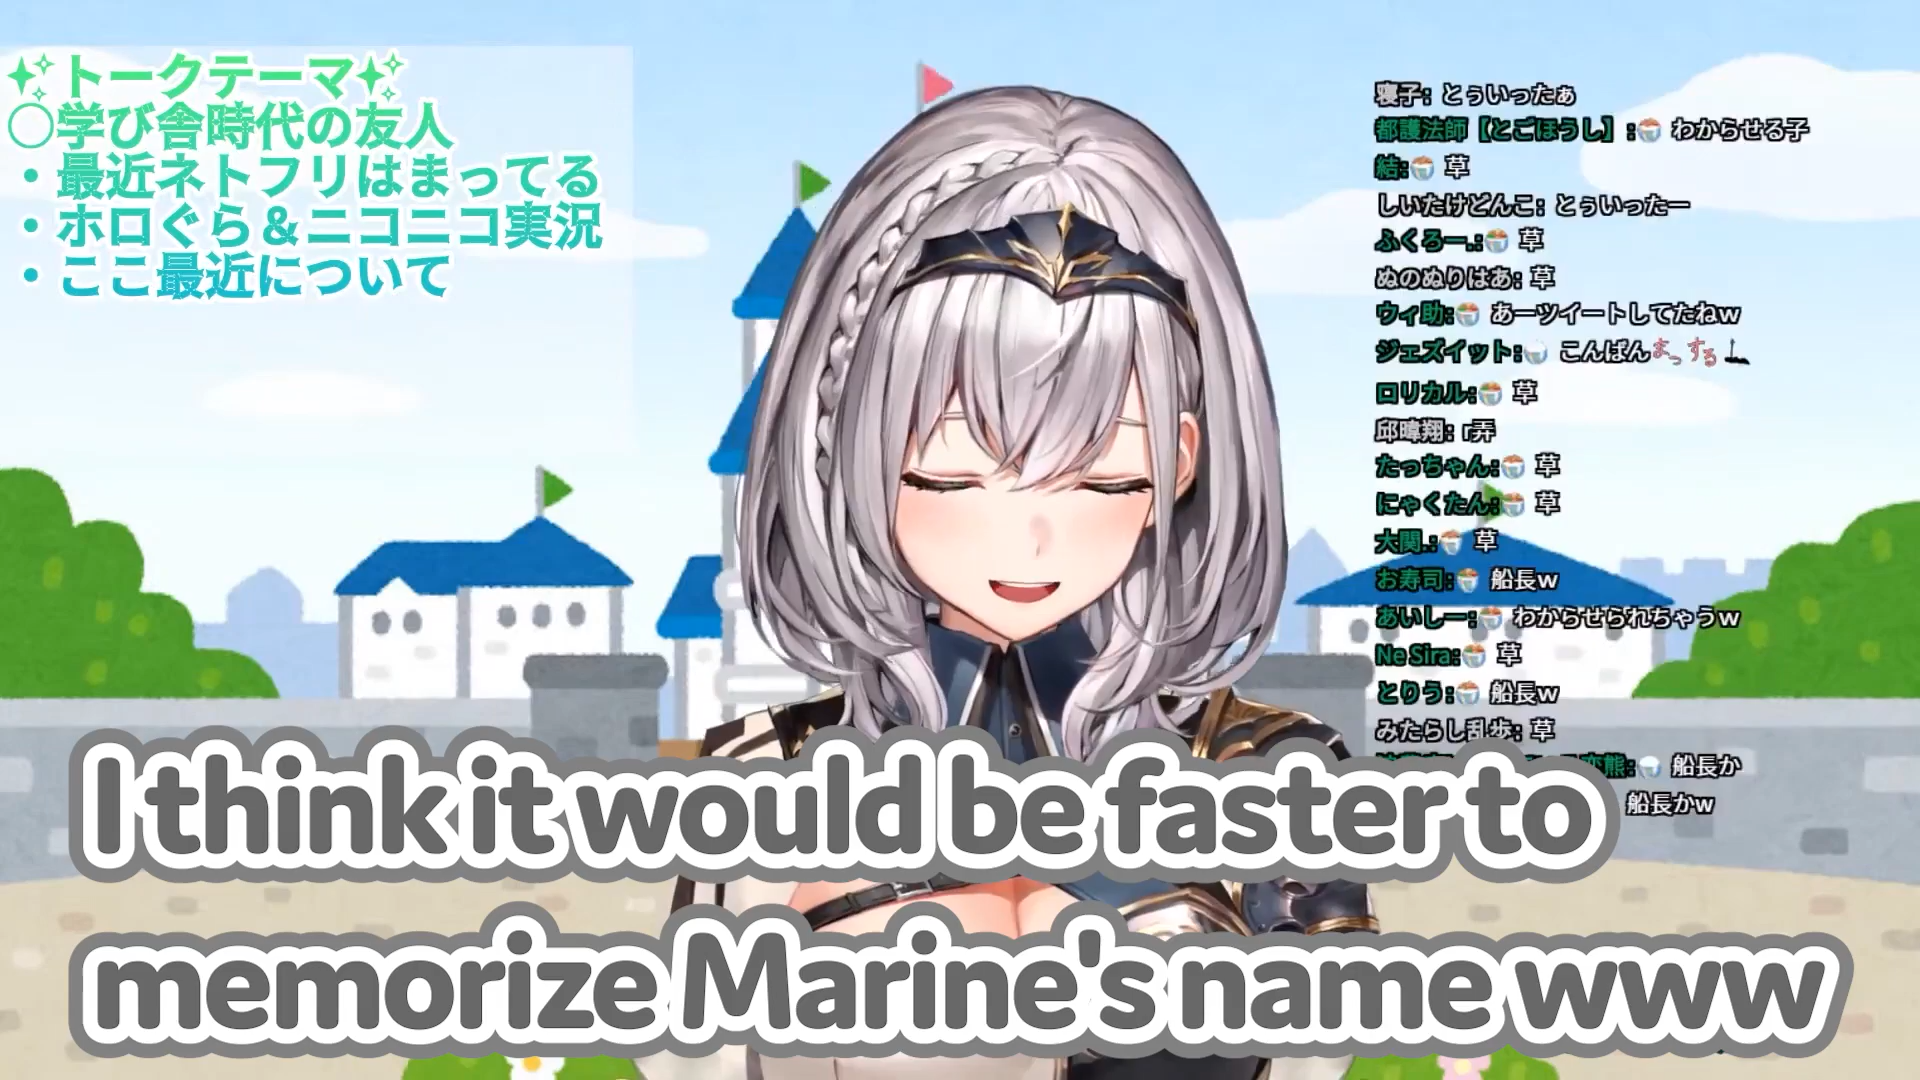 トークテーマ
○学び舎時代の友人
・最近ネトフリはまってる
・ホロぐら&ニコニコ実況
・ここ最近について
寝子: とぅいったぁ
都護法師【とごほうし】: わからせる子
結: 草
しいたけどんこ: とぅいったー
ふくろー.: 草
ぬのぬりはあ: 草
ウィ助: あーツイートしてたねw
ジェズイット: こんばんまっする
ロリカル: 草
邱暐翔: r弄
たっちゃん: 草
にゃくたん: 草
大関.: 草
お寿司: 船長w
あいしー: わからせられちゃうw
Ne Sira: 草
とりぅ: 船長w
みたらし乱歩: 草
変熊: 船長か
船長かw
I think it would be faster to
memorize Marine's name www